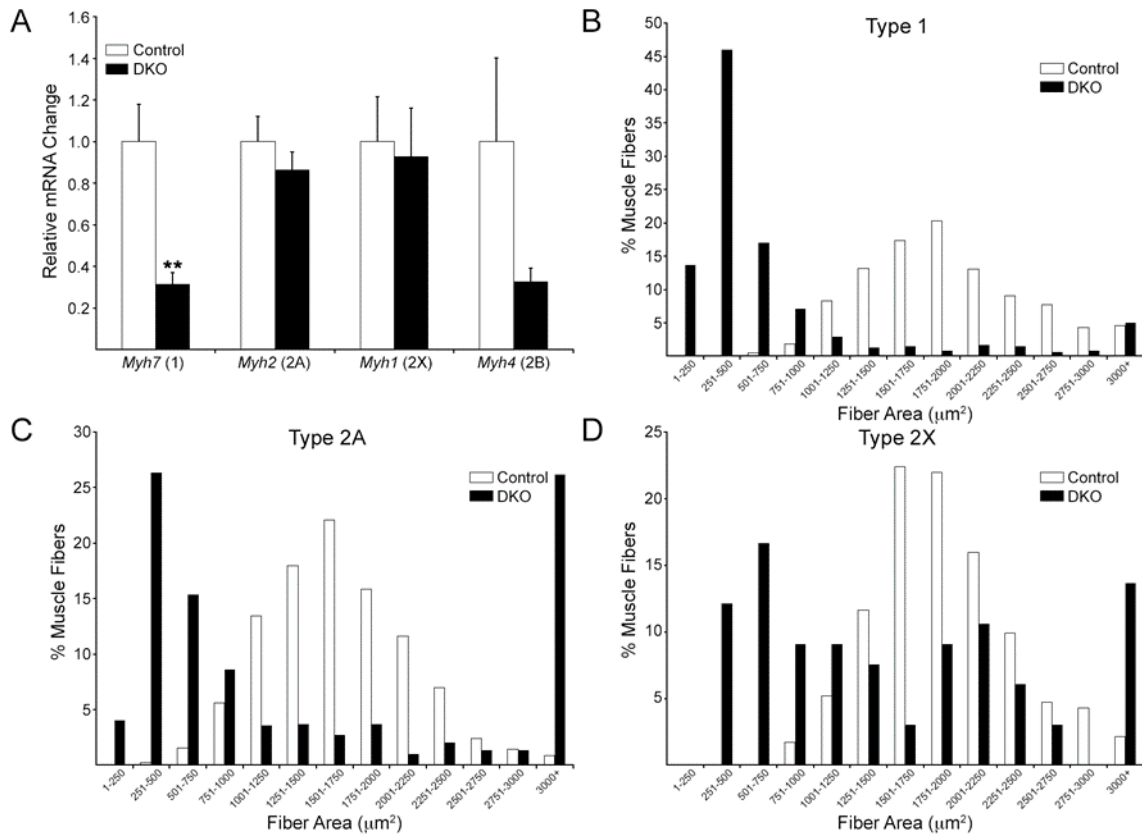 A
1.6
1.4
1.2
1.0
0.8
0.6
0.4
0.2
Relative mRNA Change
Control
DKO
**
Myh7 (1)
Myh2 (2A)
Myh1 (2X)
Myh4 (2B)
B
Type 1
50
45
40
35
30
25
20
15
10
5
% Muscle Fibers
Control
DKO
1-250
251-500
501-750
751-1000
1001-1250
1251-1500
1501-1750
1751-2000
2001-2250
2251-2500
2501-2750
2751-3000
3000+
Fiber Area (μm²)
C
Type 2A
30
25
20
15
10
5
% Muscle Fibers
Control
DKO
1-250
251-500
501-750
751-1000
1001-1250
1251-1500
1501-1750
1751-2000
2001-2250
2251-2500
2501-2750
2751-3000
3000+
Fiber Area (μm²)
D
Type 2X
25
20
15
10
5
% Muscle Fibers
Control
DKO
1-250
251-500
501-750
751-1000
1001-1250
1251-1500
1501-1750
1751-2000
2001-2250
2251-2500
2501-2750
2751-3000
3000+
Fiber Area (μm²)